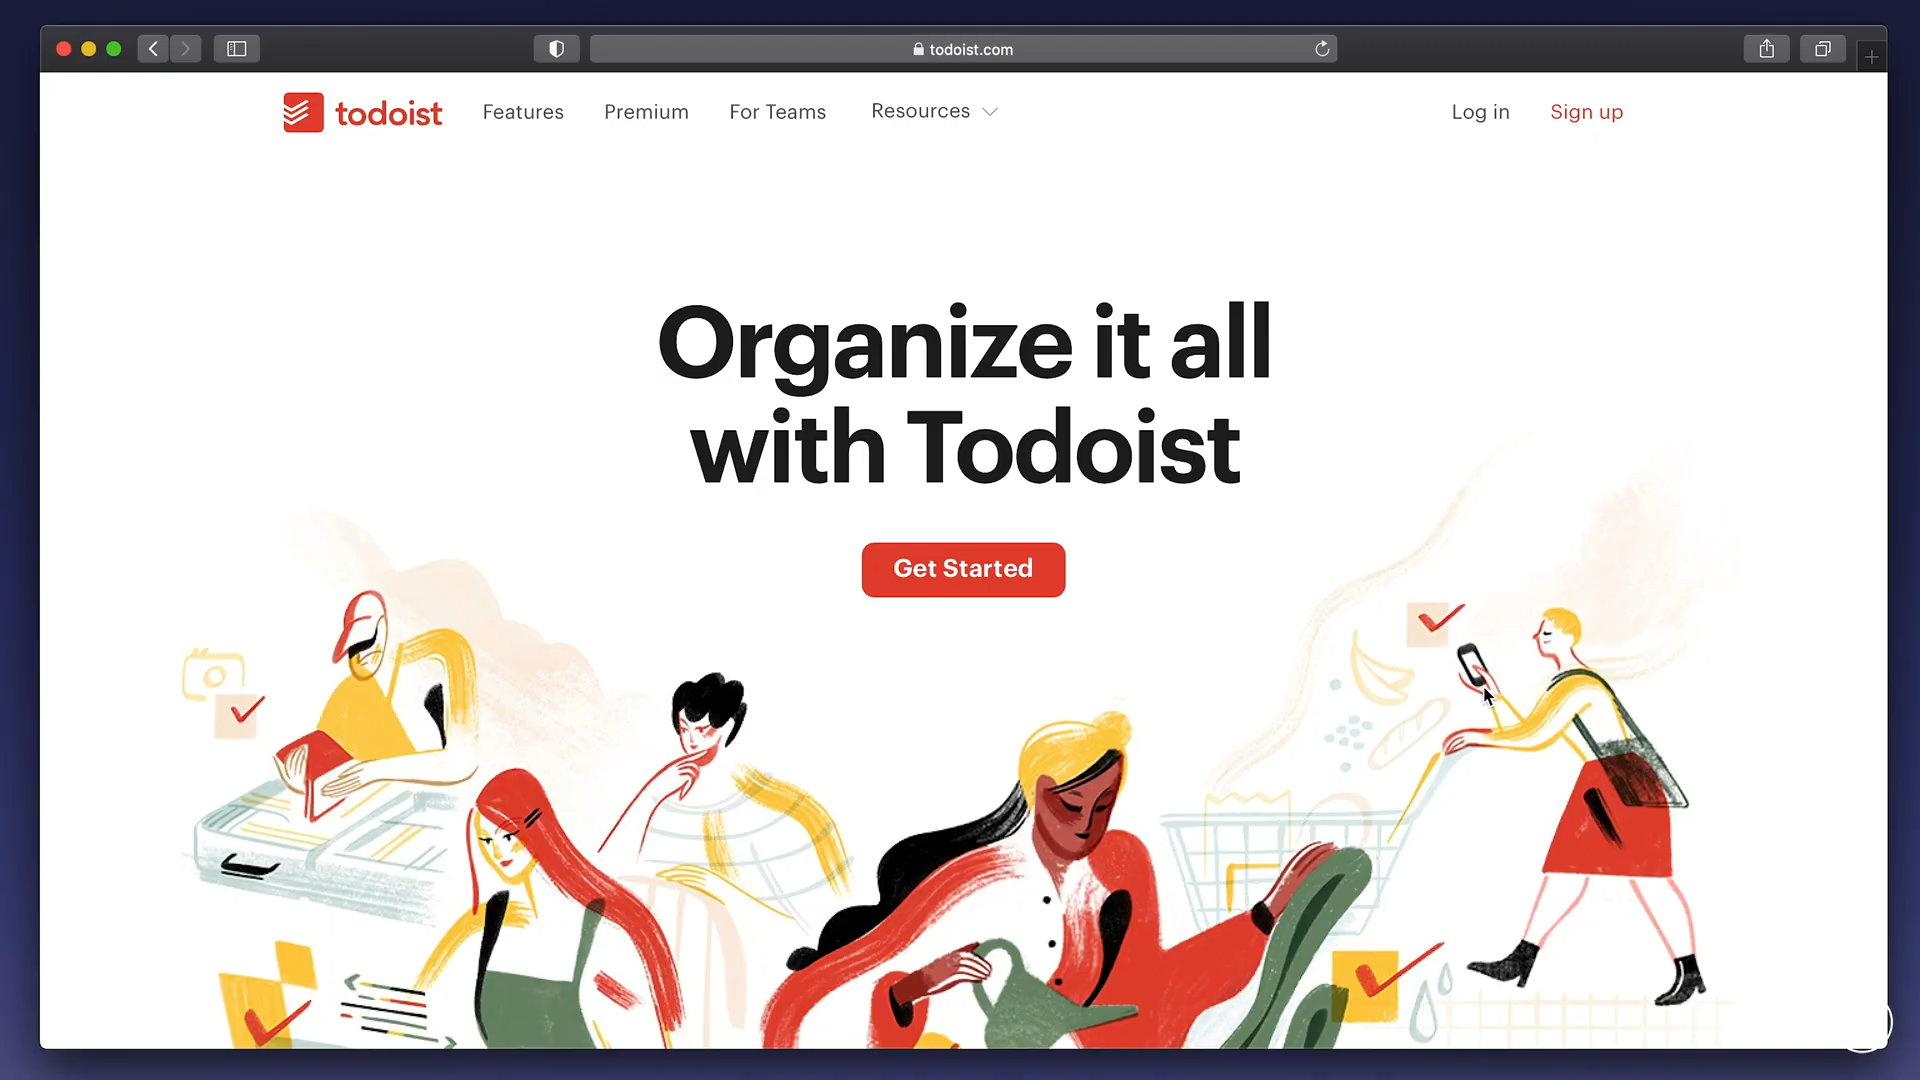 todoist.com
todoist Features Premium For Teams Resources Log in Sign up
Organize it all
with Todoist
Get Started